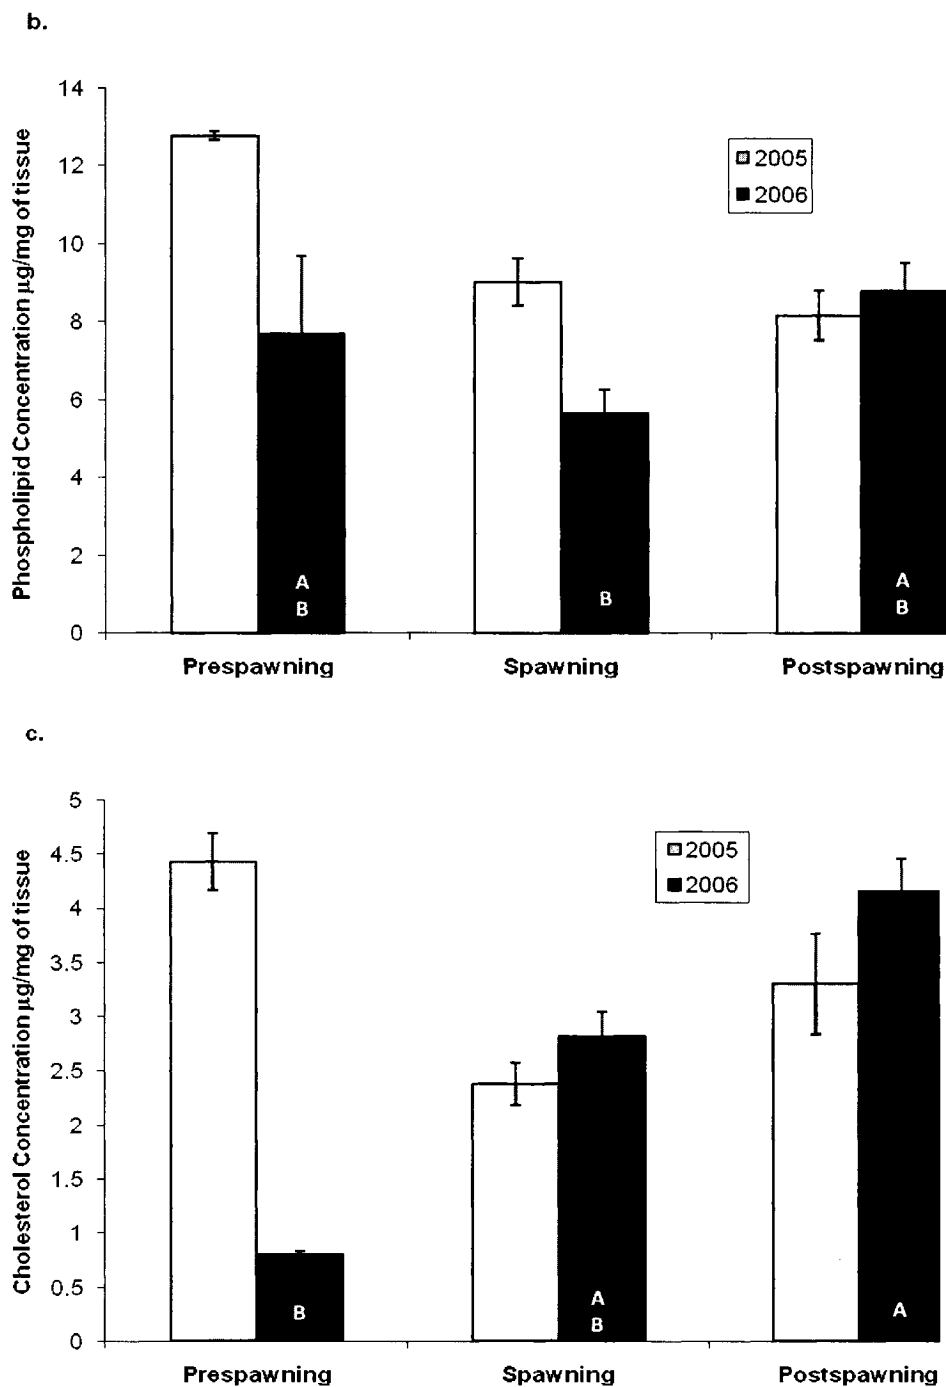 b.
Phospholipid Concentration µg/mg of tissue
14
12
10
8
6
4
2
0
2005
2006
A
B
B
A
B
Prespawning
Spawning
Postspawning
c.
Cholesterol Concentration µg/mg of tissue
5
4.5
4
3.5
3
2.5
2
1.5
1
0.5
0
2005
2006
B
A
B
A
Prespawning
Spawning
Postspawning